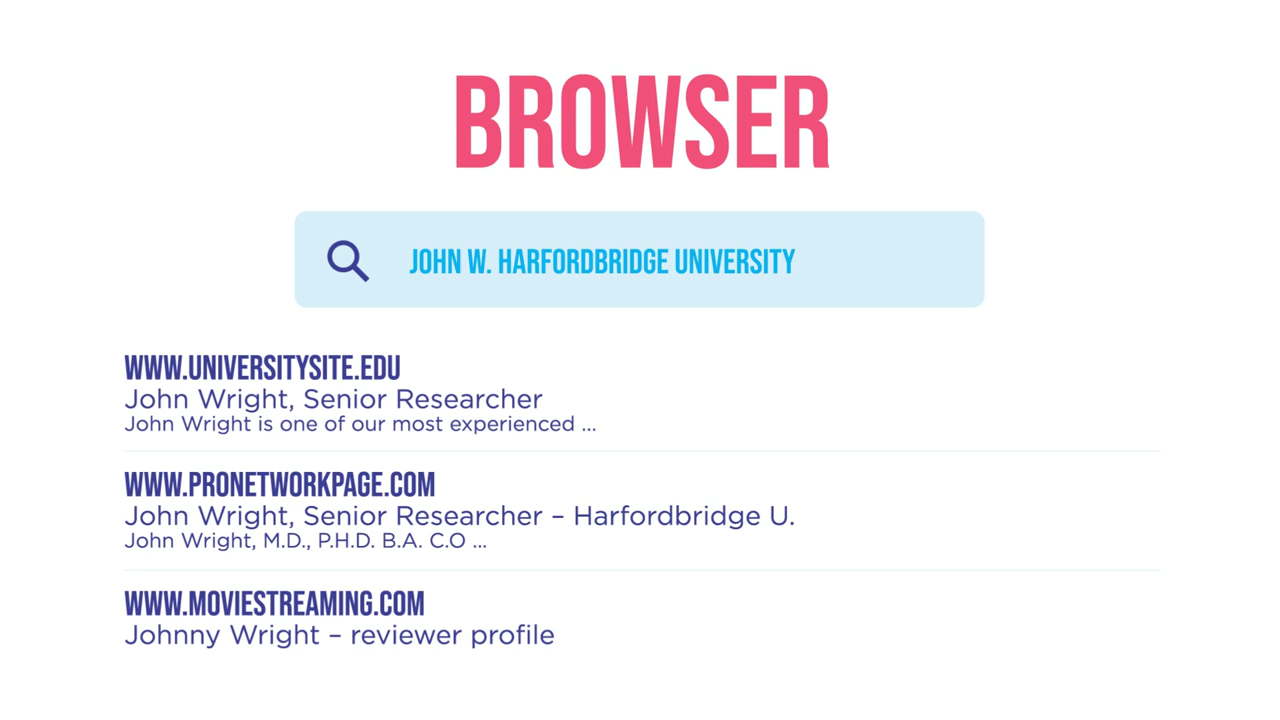 BROWSER
JOHN W. HARFORDBRIDGE UNIVERSITY
WWW.UNIVERSITYSITE.EDU
John Wright, Senior Researcher
John Wright is one of our most experienced ...
WWW.PRONETWORKPAGE.COM
John Wright, Senior Researcher – Harfordbridge U.
John Wright, M.D., P.H.D. B.A. C.O ...
WWW.MOVIESTREAMING.COM
Johnny Wright – reviewer profile